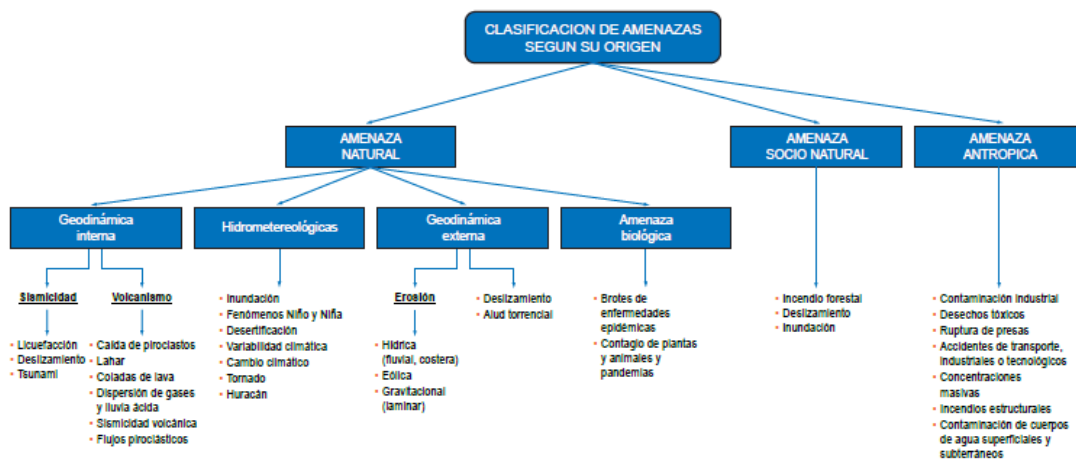 CLASIFICACION DE AMENAZAS
SEGUN SU ORIGEN
AMENAZA
NATURAL
AMENAZA
SOCIO NATURAL
AMENAZA
ANTROPICA
Geodinámica
interna
Hidrometereológicas
Geodinámica
externa
Amenaza
biológica
Sismicidad
• Licuefacción
• Deslizamiento
• Tsunami
Volcanismo
• Caída de piroclastos
• Lahar
• Coladas de lava
• Dispersión de gases
y lluvia ácida
• Sismicidad volcánica
• Flujos piroclásticos
• Inundación
• Fenómenos Niño y Niña
• Desertificación
• Variabilidad climática
• Cambio climático
• Tornado
• Huracán
Erosión
• Hídrica
(fluvial, costera)
• Eólica
• Gravitacional
(laminar)
• Deslizamiento
• Alud torrencial
• Brotes de
enfermedades
epidémicas
• Contagio de plantas
y animales y
pandemias
• Incendio forestal
• Deslizamiento
• Inundación
• Contaminación industrial
• Desechos tóxicos
• Ruptura de presas
• Accidentes de transporte,
industriales o tecnológicos
• Concentraciones
masivas
• Incendios estructurales
• Contaminación de cuerpos
de agua superficiales y
subterráneos